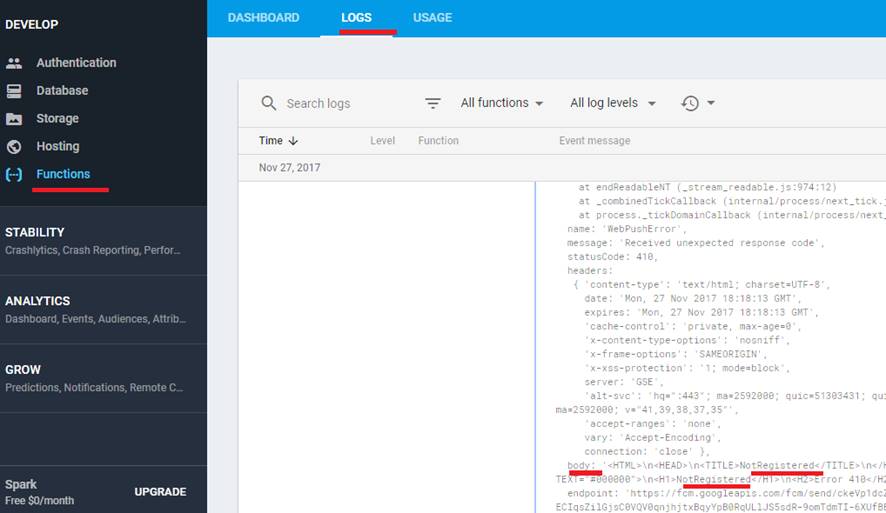 DEVELOP
Authentication
Database
Storage
Hosting
Functions
STABILITY
Crashlytics, Crash Reporting, Perfor...
ANALYTICS
Dashboard, Events, Audiences, Attrib...
GROW
Predictions, Notifications, Remote C...
Spark
Free $0/month
UPGRADE
DASHBOARD LOGS USAGE
Search logs All functions All log levels
Time Level Function Event message
Nov 27, 2017
at endReadableNT (_stream_readable.js:974:12)
at _combinedTickCallback (internal/process/next_tick.j
at process._tickDomainCallback (internal/process/next_
name: 'WebPushError',
message: 'Received unexpected response code',
statusCode: 410,
headers:
{ 'content-type': 'text/html; charset=UTF-8',
date: 'Mon, 27 Nov 2017 18:18:13 GMT',
expires: 'Mon, 27 Nov 2017 18:18:13 GMT',
'cache-control': 'private, max-age=0',
'x-content-type-options': 'nosniff',
'x-frame-options': 'SAMEORIGIN',
'x-xss-protection': '1; mode=block',
server: 'GSE',
'alt-svc': 'hq=":443"; ma=2592000; quic=51303431; qui
ma=2592000; v="41,39,38,37,35"',
'accept-ranges': 'none',
vary: 'Accept-Encoding',
connection: 'close' },
body: '<HTML>\n<HEAD>\n<TITLE>NotRegistered</TITLE>\n</H
TEXT="#000000">\n<H1>NotRegistered</H1>\n<H2>Error 410</H2
endpoint: 'https://fcm.googleapis.com/fcm/send/ckeVp1dcZ